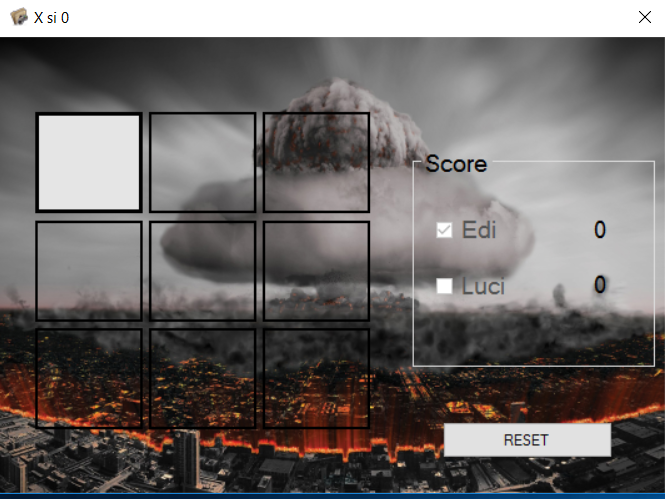 X si 0
Score
Edi 0
Luci 0
RESET